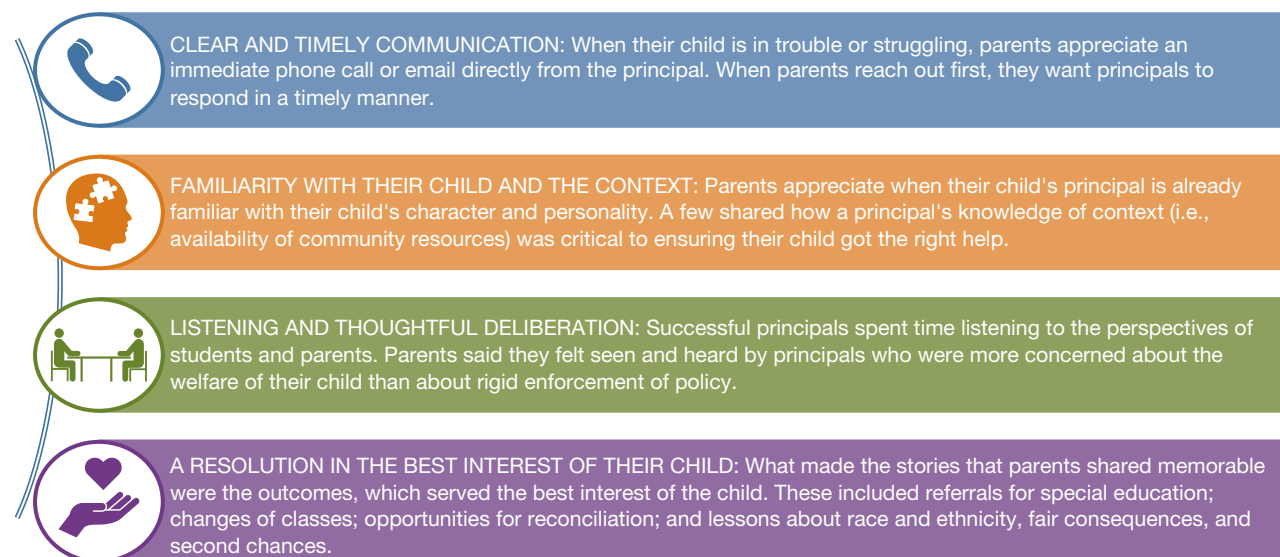 CLEAR AND TIMELY COMMUNICATION: When their child is in trouble or struggling, parents appreciate an
immediate phone call or email directly from the principal. When parents reach out first, they want principals to
respond in a timely manner.
FAMILIARITY WITH THEIR CHILD AND THE CONTEXT: Parents appreciate when their child's principal is already
familiar with their child's character and personality. A few shared how a principal's knowledge of context (i.e.,
availability of community resources) was critical to ensuring their child got the right help.
LISTENING AND THOUGHTFUL DELIBERATION: Successful principals spent time listening to the perspectives of
students and parents. Parents said they felt seen and heard by principals who were more concerned about the
welfare of their child than about rigid enforcement of policy.
A RESOLUTION IN THE BEST INTEREST OF THEIR CHILD: What made the stories that parents shared memorable
were the outcomes, which served the best interest of the child. These included referrals for special education;
changes of classes; opportunities for reconciliation; and lessons about race and ethnicity, fair consequences, and
second chances.